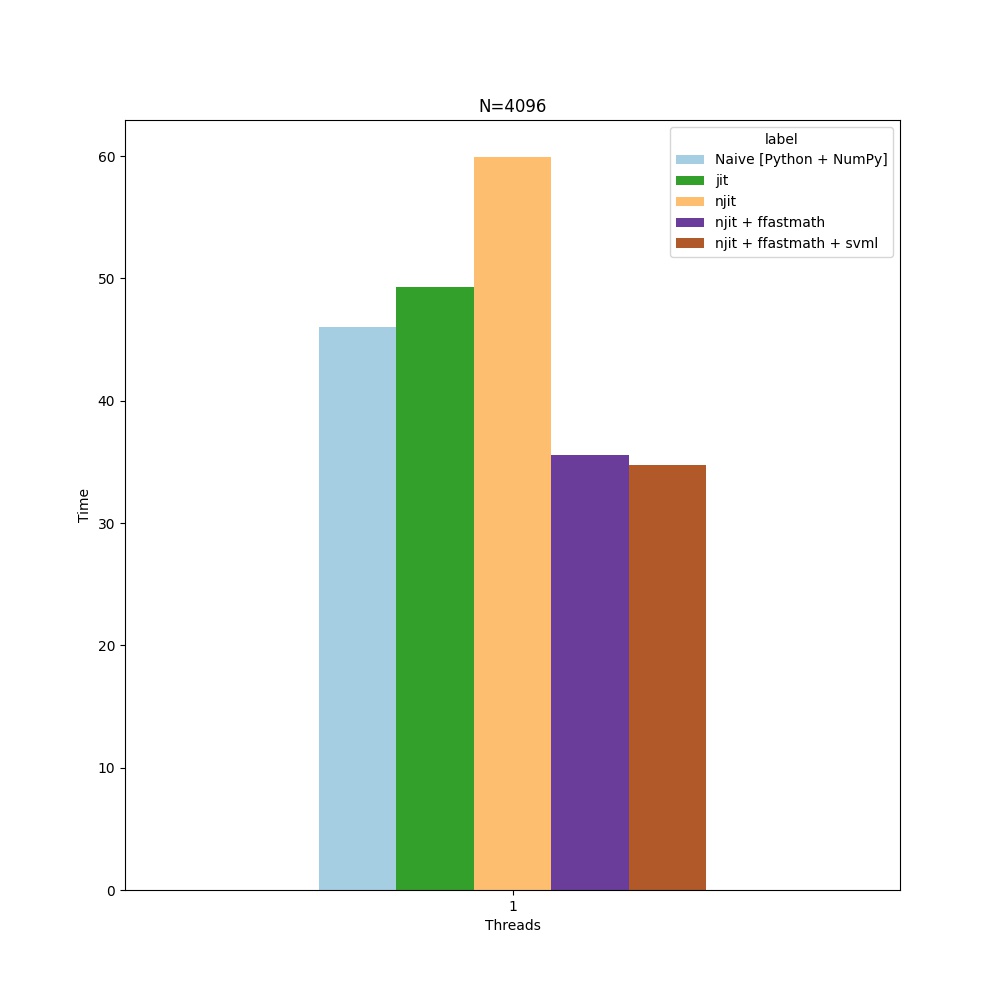 N=4096
label
Naive [Python + NumPy]
jit
njit
njit + ffastmath
njit + ffastmath + svml
60
50
40
30
20
10
0
Time
1
Threads